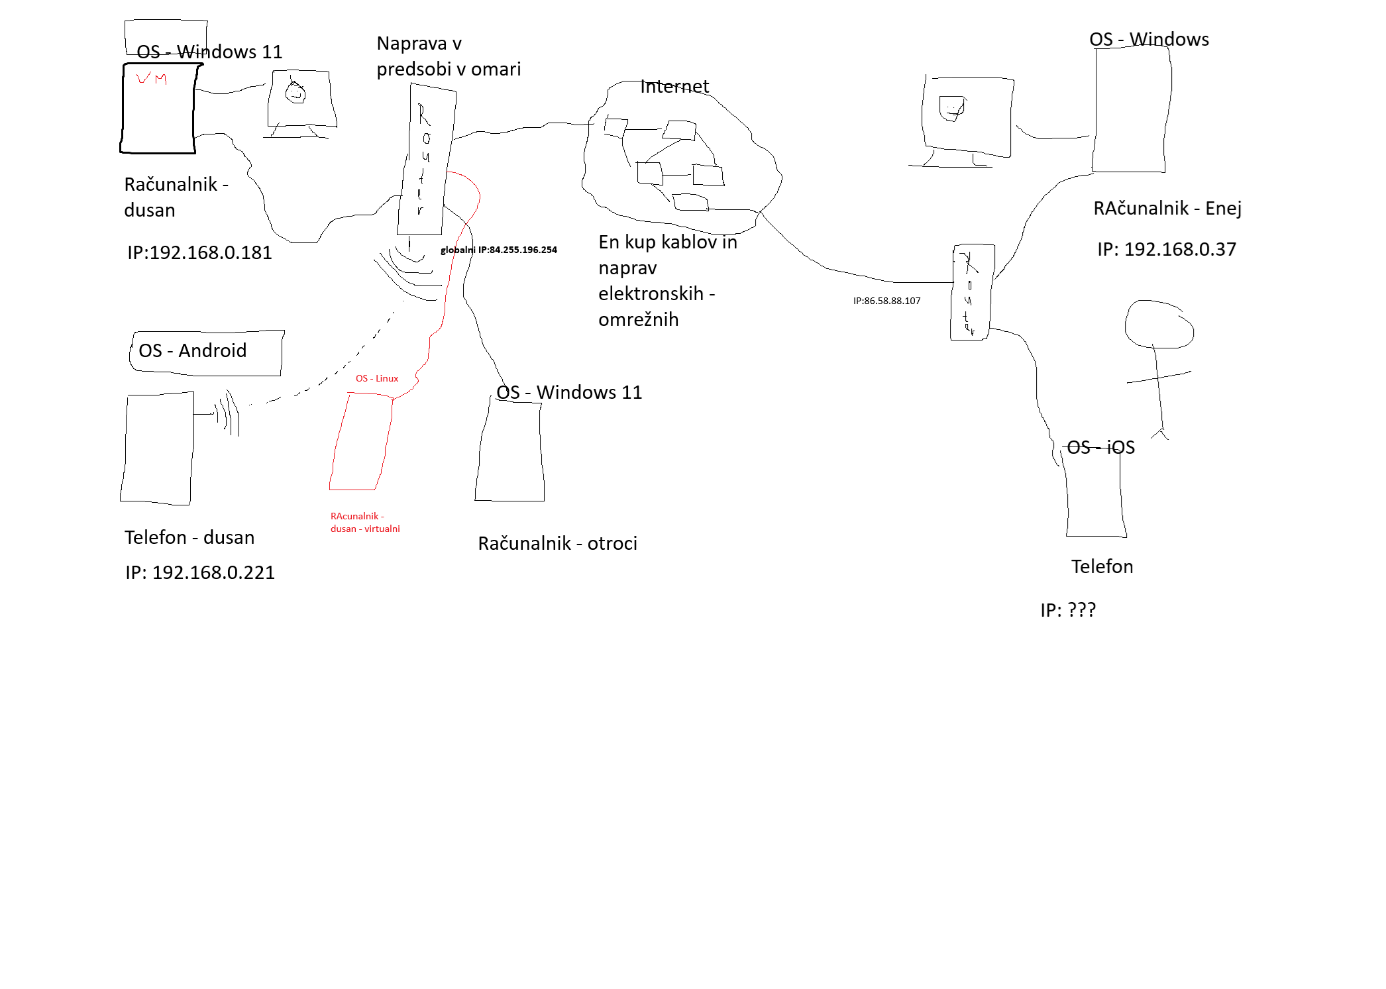 OS - Windows 11
VM
Računalnik -
dusan
IP:192.168.0.181
Naprava v
predsobi v omari
Router
globalni IP:84.255.196.254
Internet
En kup kablov in
naprav
elektronskih -
omrežnih
OS - Windows
RAčunalnik - Enej
IP: 192.168.0.37
Router
IP:86.58.88.107
OS - Android
Telefon - dusan
IP: 192.168.0.221
OS - Linux
RAcunalnik -
dusan - virtualni
OS - Windows 11
Računalnik - otroci
OS - iOS
Telefon
IP: ???